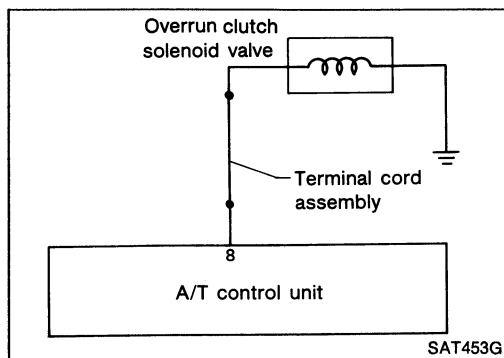 Overrun clutch
solenoid valve
Terminal cord
assembly
8
A/T control unit
SAT453G